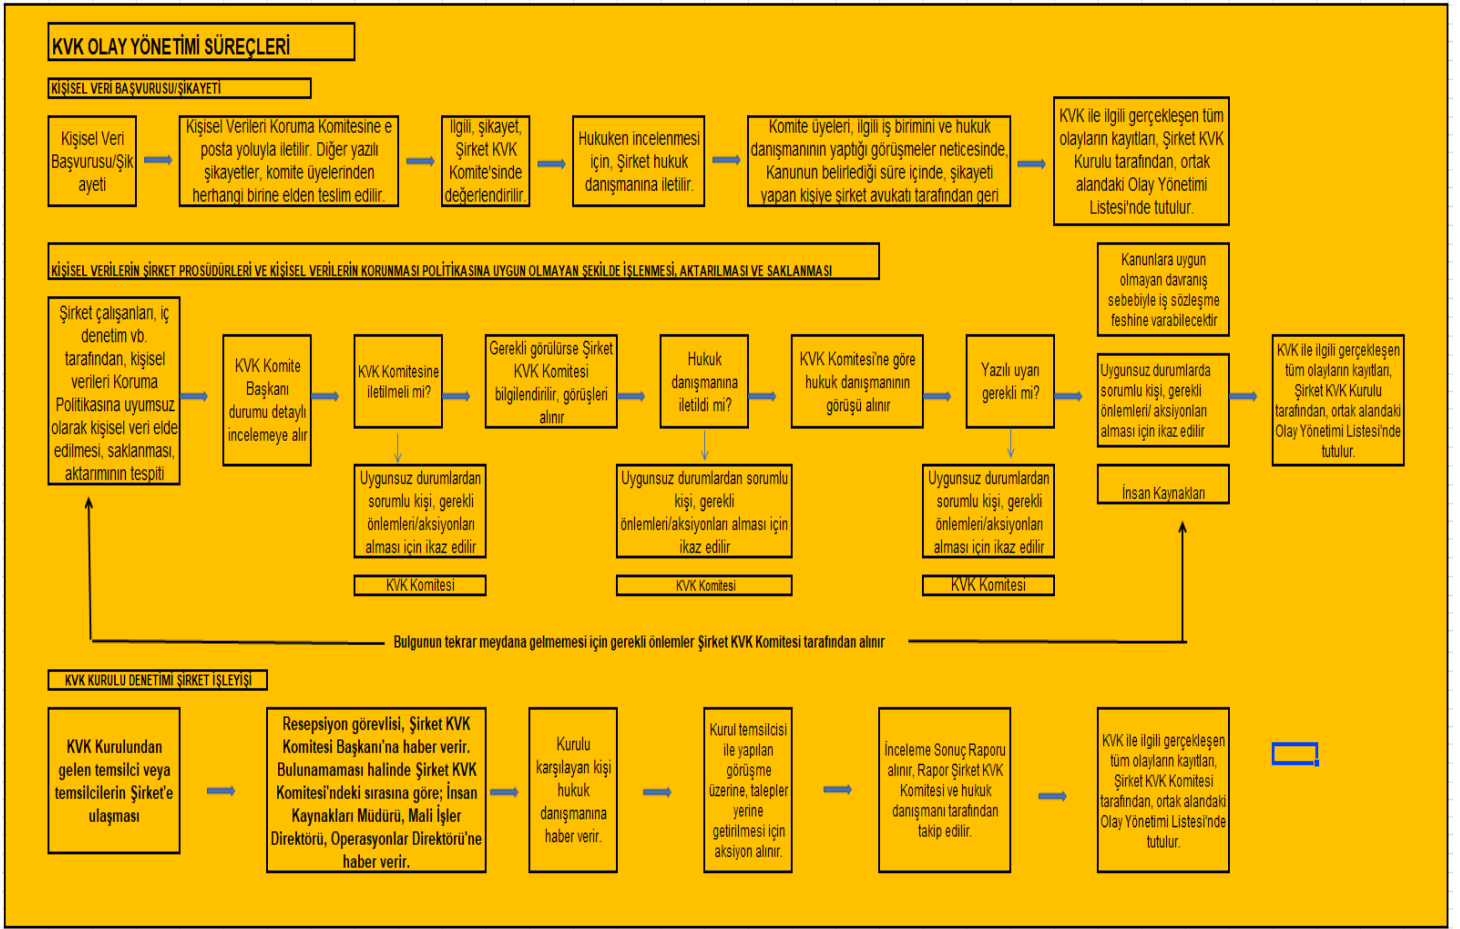 KVK OLAY YÖNETİMİ SÜREÇLERİ
KİŞİSEL VERİ BAŞVURUSU/ŞİKAYETİ
Kişisel Veri
Başvurusu/Şik
ayeti
Kişisel Verileri Koruma Komitesine e
posta yoluyla iletilir. Diğer yazılı
şikayetler, komite üyelerinden
herhangi birine elden teslim edilir.
İlgili, şikayet,
Şirket KVK
Komite'sinde
değerlendirilir.
Hukuken incelenmesi
için, Şirket hukuk
danışmanına iletilir.
Komite üyeleri, ilgili iş birimini ve hukuk
danışmanının yaptığı görüşmeler neticesinde,
Kanunun belirlediği süre içinde, şikayeti
yapan kişiye şirket avukatı tarafından geri
KVK ile ilgili gerçekleşen tüm
olayların kayıtları, Şirket KVK
Kurulu tarafından, ortak
alandaki Olay Yönetimi
Listesi'nde tutulur.
KİŞİSEL VERİLERİN ŞİRKET PROSÜDÜRLERİ VE KİŞİSEL VERİLERİN KORUNMASI POLİTİKASINA UYGUN OLMAYAN ŞEKİLDE İŞLENMESİ, AKTARILMASI VE SAKLANMASI
Şirket çalışanları, iç
denetim vb.
tarafından, kişisel
verileri Koruma
Politikasına uyumsuz
olarak kişisel veri elde
edilmesi, saklanması,
aktarımının tespiti
KVK Komite
Başkanı
durumu detaylı
incelemeye alır
KVK Komitesine
iletilmeli mi?
Gerekli görülürse Şirket
KVK Komitesi
bilgilendirilir, görüşleri
alınır
Hukuk
danışmanına
iletildi mi?
KVK Komitesi'ne göre
hukuk danışmanının
görüşü alınır
Yazılı uyarı
gerekli mi?
Kanunlara uygun
olmayan davranış
sebebiyle iş sözleşme
feshine varabilecektir
Uygunsuz durumlarda
sorumlu kişi, gerekli
önlemleri/ aksiyonları
alması için ikaz edilir
İnsan Kaynakları
KVK ile ilgili gerçekleşen
tüm olayların kayıtları,
Şirket KVK Kurulu
tarafından, ortak alandaki
Olay Yönetimi Listesi'nde
tutulur.
Uygunsuz durumlardan
sorumlu kişi, gerekli
önlemleri/aksiyonları
alması için ikaz edilir
KVK Komitesi
Uygunsuz durumlardan sorumlu
kişi, gerekli
önlemleri/aksiyonları alması için
ikaz edilir
KVK Komitesi
Uygunsuz durumlardan
sorumlu kişi, gerekli
önlemleri/aksiyonları
alması için ikaz edilir
KVK Komitesi
Bulgunun tekrar meydana gelmemesi için gerekli önlemler Şirket KVK Komitesi tarafından alınır
KVK KURULU DENETİMİ ŞİRKET İŞLEYİŞİ
KVK Kurulundan
gelen temsilci veya
temsilcilerin Şirket'e
ulaşması
Resepsiyon görevlisi, Şirket KVK
Komitesi Başkanı'na haber verir.
Bulunamaması halinde Şirket KVK
Komitesi'ndeki sırasına göre; İnsan
Kaynakları Müdürü, Mali İşler
Direktörü, Operasyonlar Direktörü'ne
haber verir.
Kurulu
karşılayan kişi
hukuk
danışmanına
haber verir.
Kurul temsilcisi
ile yapılan
görüşme
üzerine, talepler
yerine
getirilmesi için
aksiyon alınır.
İnceleme Sonuç Raporu
alınır, Rapor Şirket KVK
Komitesi ve hukuk
danışmanı tarafından
takip edilir.
KVK ile ilgili gerçekleşen
tüm olayların kayıtları,
Şirket KVK Komitesi
tarafından, ortak alandaki
Olay Yönetimi Listesi'nde
tutulur.